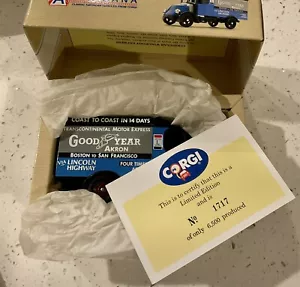 COAST TO COAST IN 14 DAYS
TRANSCONTINENTAL MOTOR EXPRESS
GOOD YEAR
AKRON
BOSTON TO SAN FRANCISCO
VIA LINCOLN
HIGHWAY
FOUR TIMES
CORGI
This is to certify that this is a
Limited Edition
and is
No 1717
of only 6,500 produced